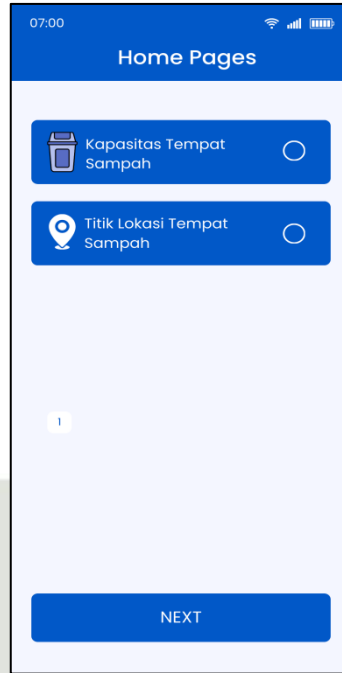 07:00
Home Pages
Kapasitas Tempat
Sampah
Titik Lokasi Tempat
Sampah
1
NEXT